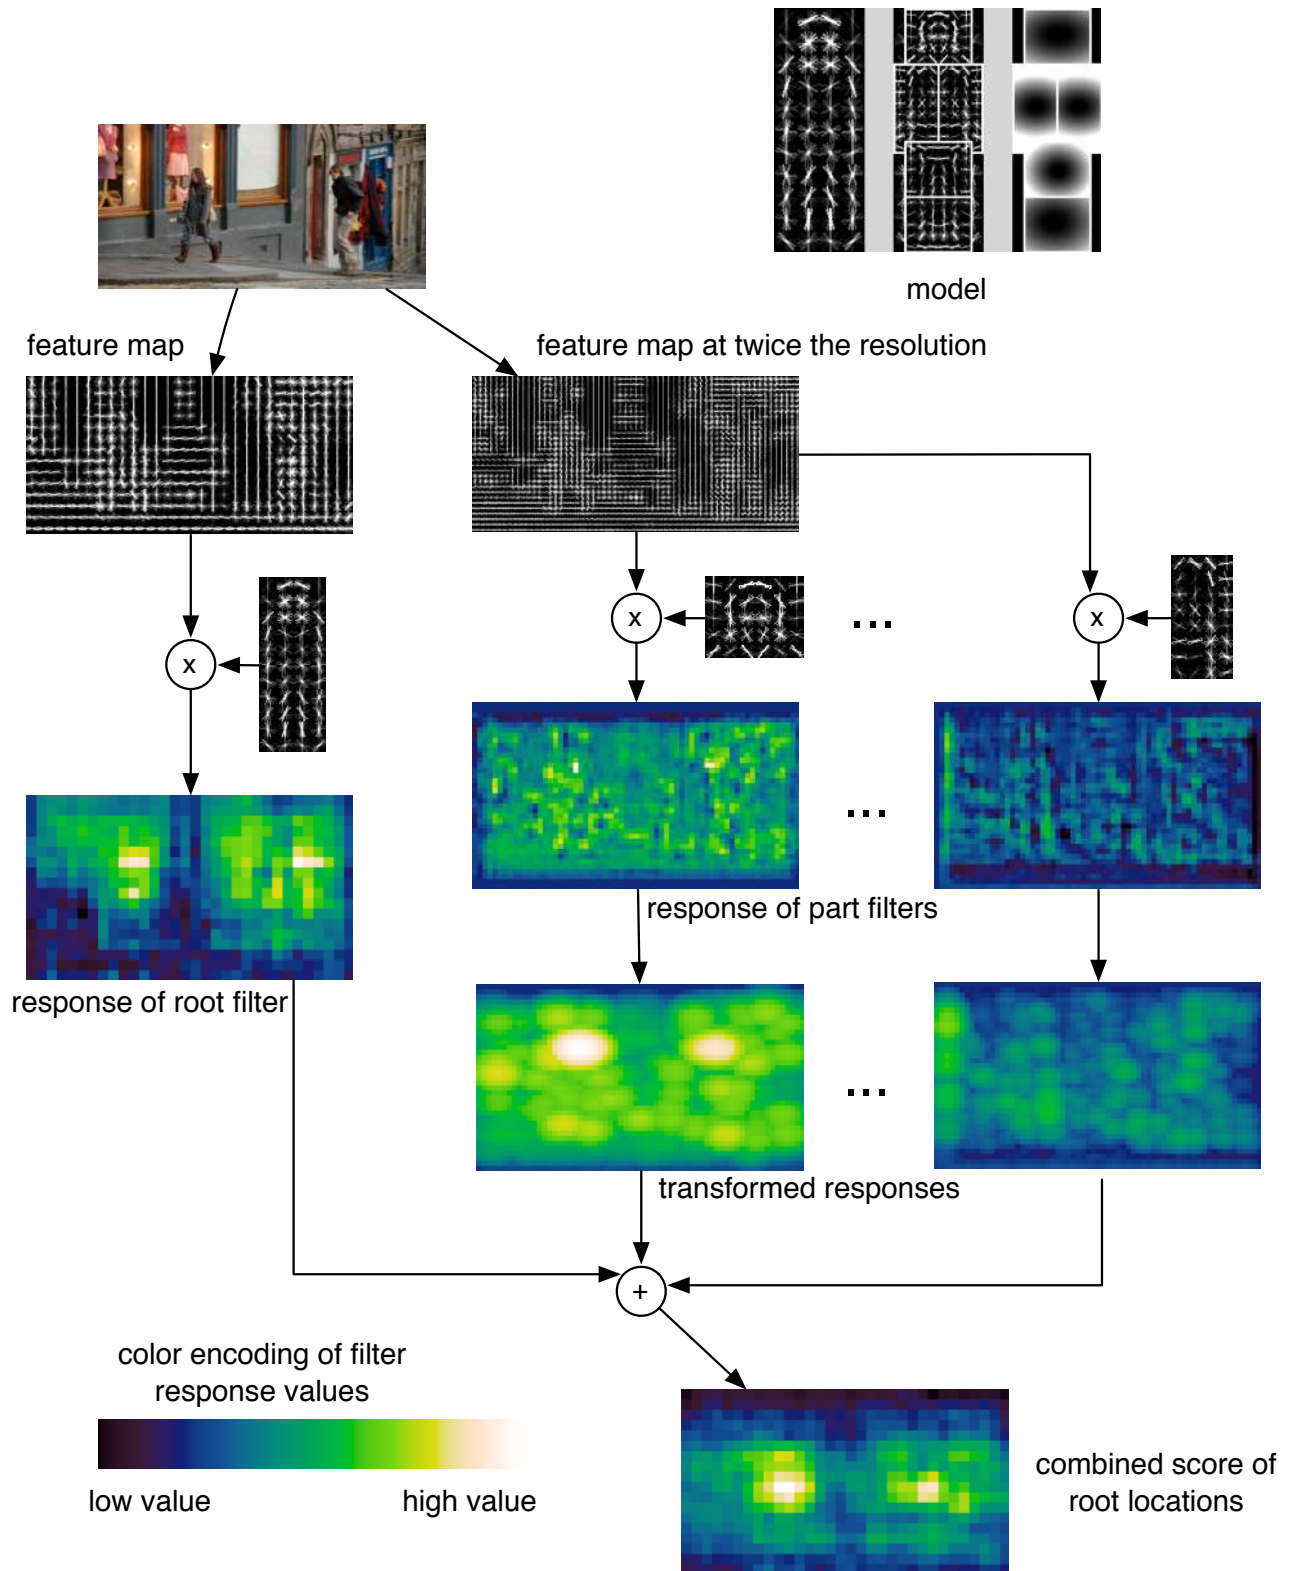 model
feature map
feature map at twice the resolution
x
x
x
...
...
response of part filters
response of root filter
...
transformed responses
+
color encoding of filter
response values
low value
high value
combined score of
root locations